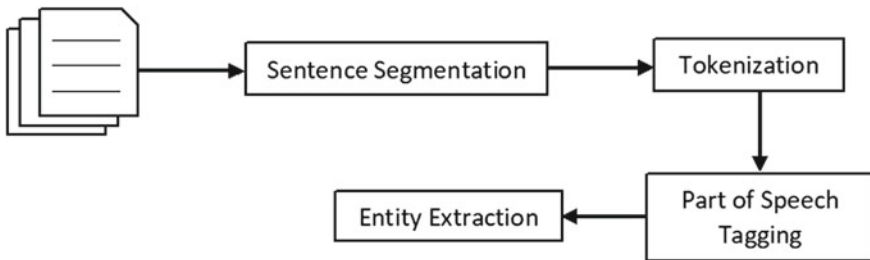 Sentence Segmentation
Tokenization
Part of Speech
Tagging
Entity Extraction